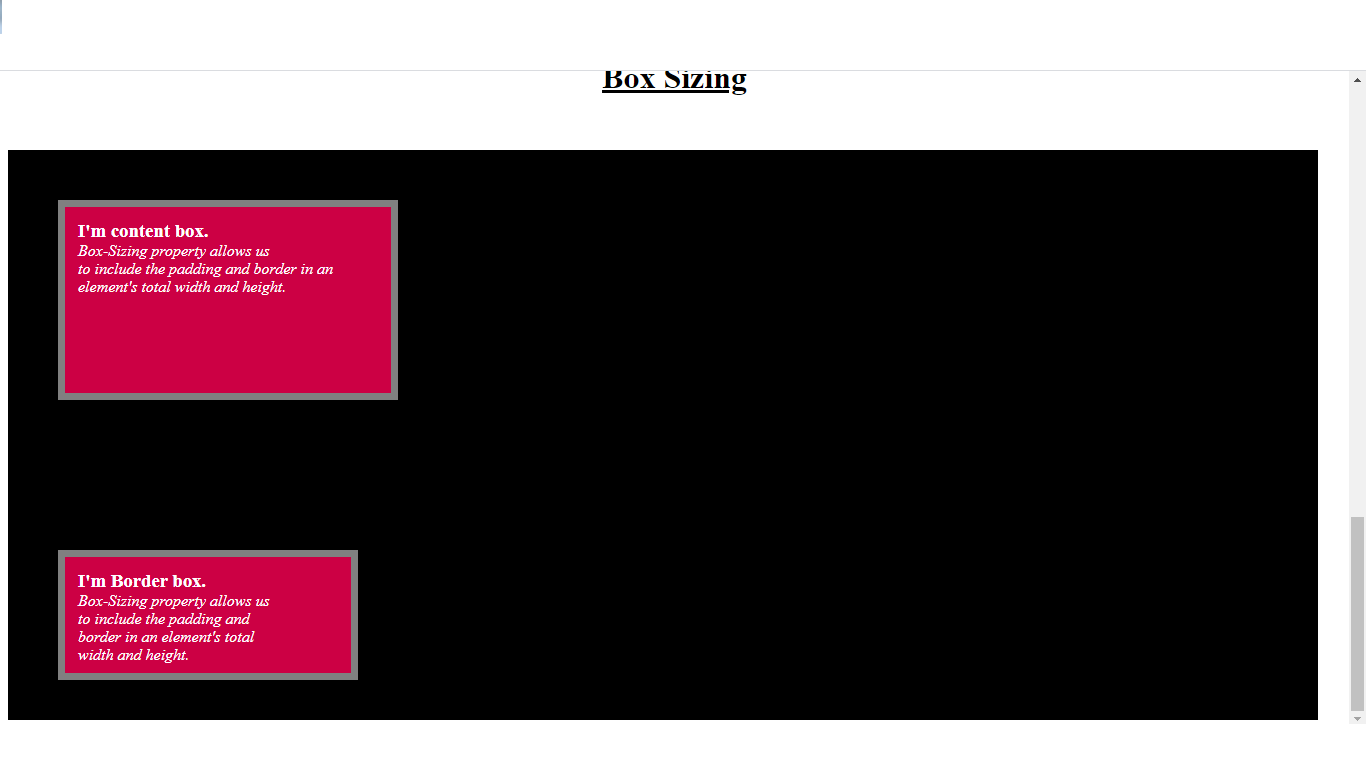 Box Sizing
I'm content box.
Box-Sizing property allows us
to include the padding and border in an
element's total width and height.
I'm Border box.
Box-Sizing property allows us
to include the padding and
border in an element's total
width and height.